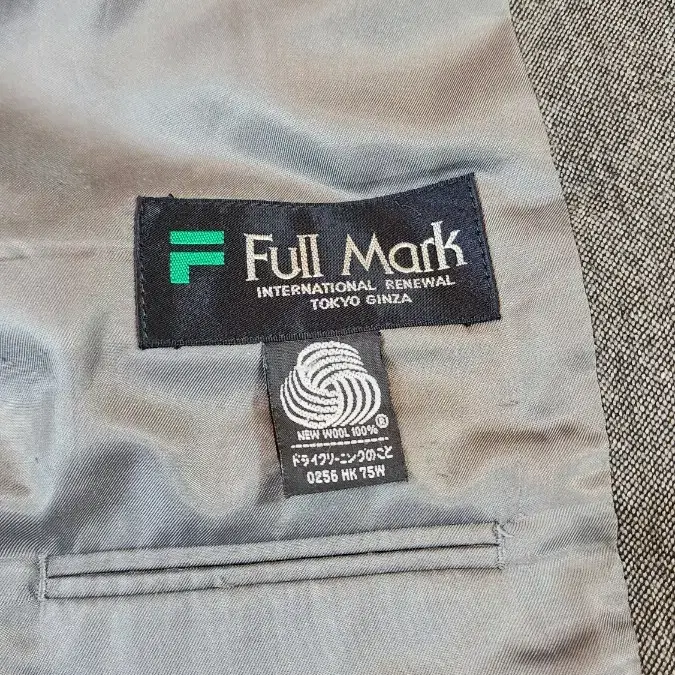 F Full Mark
INTERNATIONAL RENEWAL
TOKYO GINZA
NEW WOOL 100%®
ドライクリーニングのこと
0256 HK 75W